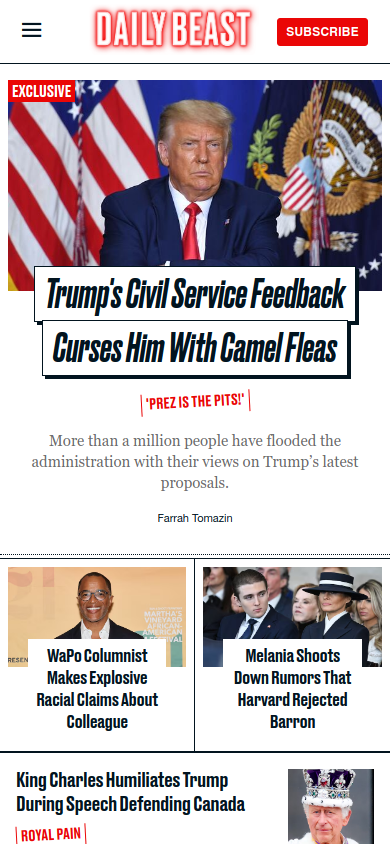 DAILY BEAST
SUBSCRIBE
EXCLUSIVE
Trump's Civil Service Feedback
Curses Him With Camel Fleas
'PREZ IS THE PITS!'
More than a million people have flooded the
administration with their views on Trump’s latest
proposals.
Farrah Tomazin
MARTHA'S
VINEYARD
AFRICAN-
AMERICAN
FESTIVAL
WaPo Columnist
Makes Explosive
Racial Claims About
Colleague
Melania Shoots
Down Rumors That
Harvard Rejected
Barron
King Charles Humiliates Trump
During Speech Defending Canada
ROYAL PAIN